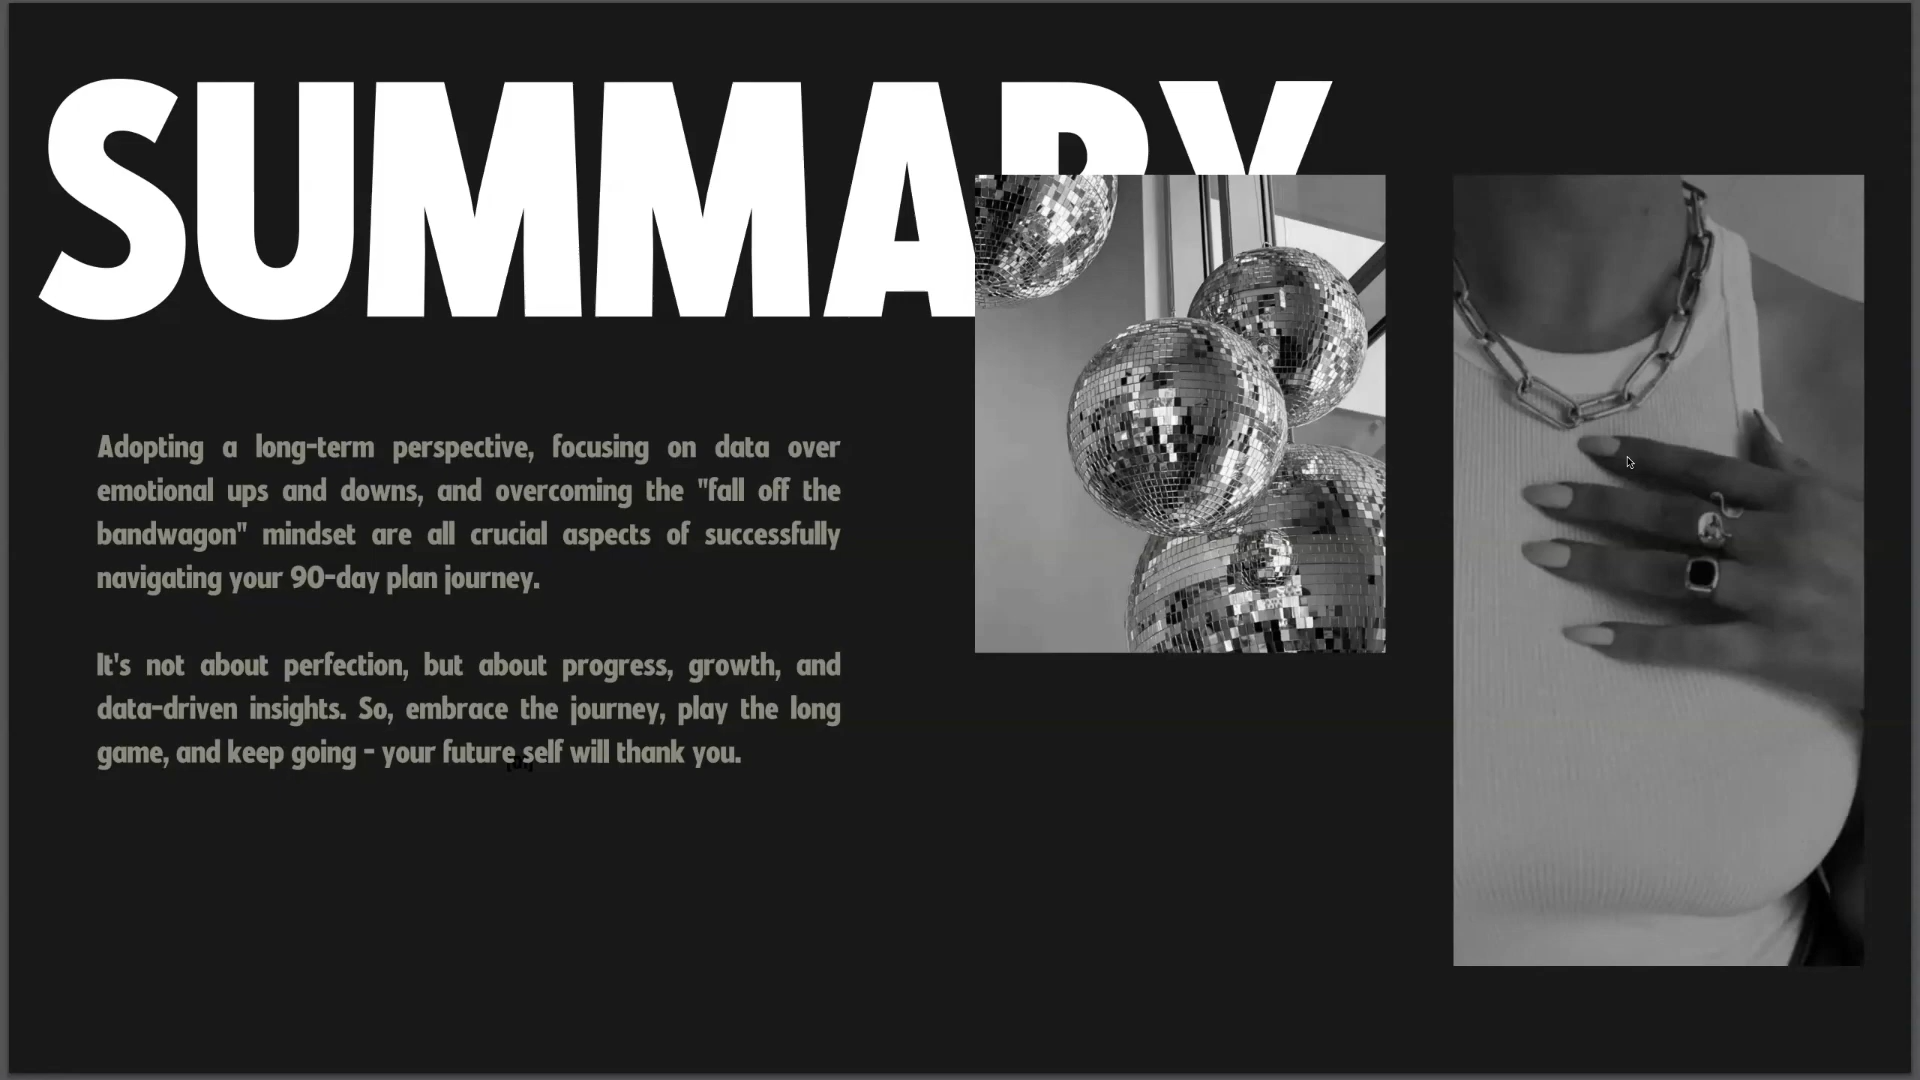 SUMMARY
Adopting a long-term perspective, focusing on data over
emotional ups and downs, and overcoming the "fall off the
bandwagon" mindset are all crucial aspects of successfully
navigating your 90-day plan journey.
It's not about perfection, but about progress, growth, and
data-driven insights. So, embrace the journey, play the long
game, and keep going - your future self will thank you.